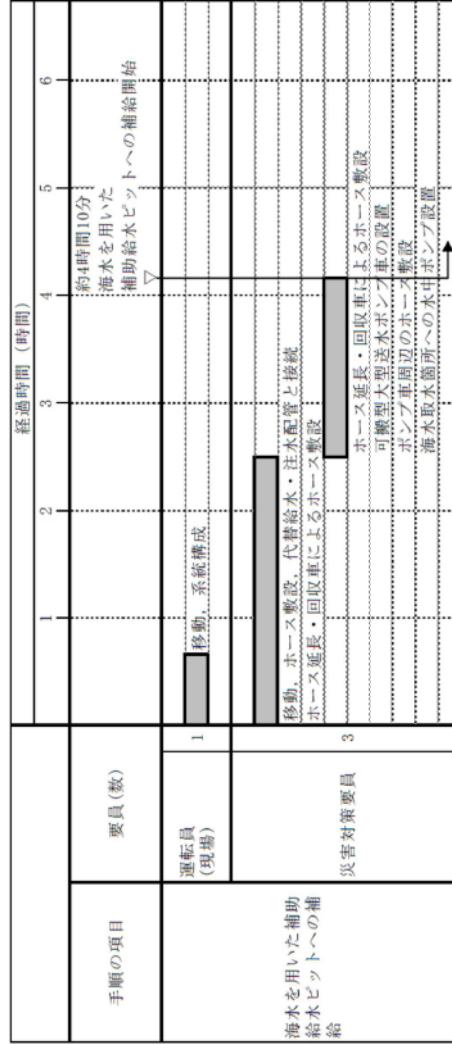 経過時間（時間）
手順の項目
要員(数)
1
2
3
4
5
6
約4時間10分
海水を用いた
補助給水ピットへの補給開始
海水を用いた補助
給水ピットへの補
給
運転員
(現場)
1
移動，系統構成
災害対策要員
3
移動，ホース敷設，代替給水・注水配管と接続
ホース延長・回収車によるホース敷設
ホース延長・回収車によるホース敷設
可搬型大型送水ポンプ車の設置
ポンプ車周辺のホース敷設
海水取水箇所への水中ポンプ設置